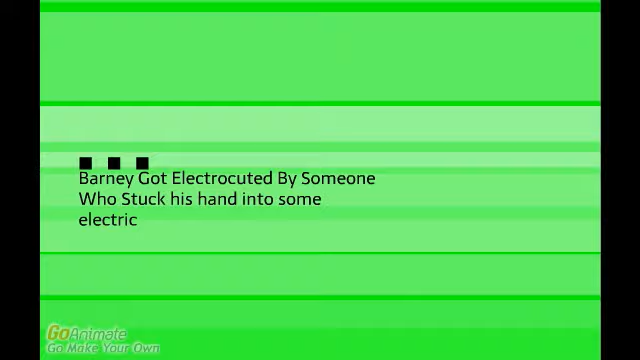 ■ ■ ■
Barney Got Electrocuted By Someone
Who Stuck his hand into some
electric
GoAnimate
Go Make Your Own